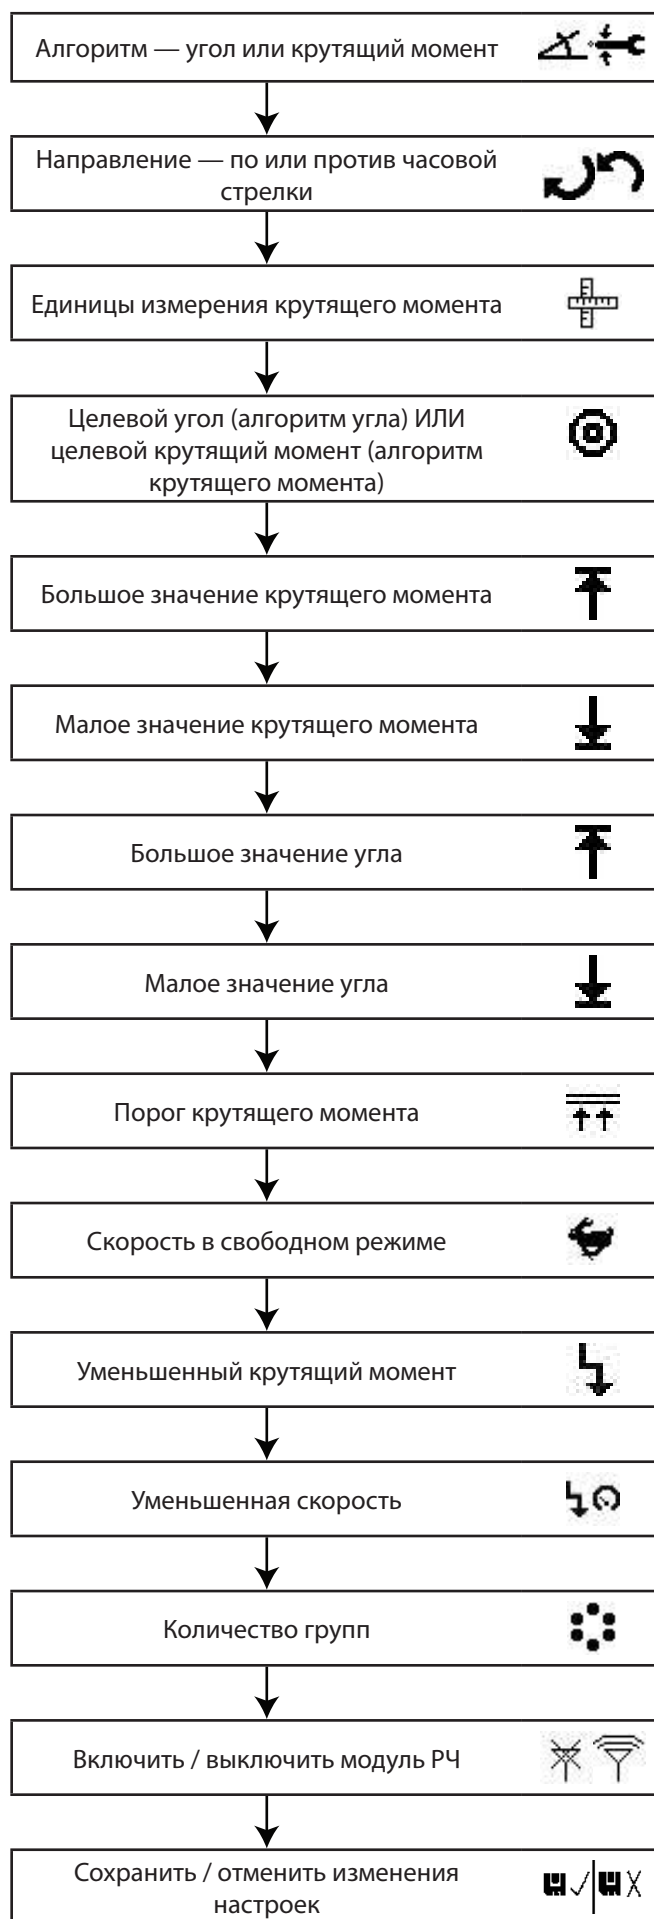 Алгоритм — угол или крутящий момент
Направление — по или против часовой
стрелки
Единицы измерения крутящего момента
Целевой угол (алгоритм угла) ИЛИ
целевой крутящий момент (алгоритм
крутящего момента)
Большое значение крутящего момента
Малое значение крутящего момента
Большое значение угла
Малое значение угла
Порог крутящего момента
Скорость в свободном режиме
Уменьшенный крутящий момент
Уменьшенная скорость
Количество групп
Включить / выключить модуль РЧ
Сохранить / отменить изменения
настроек